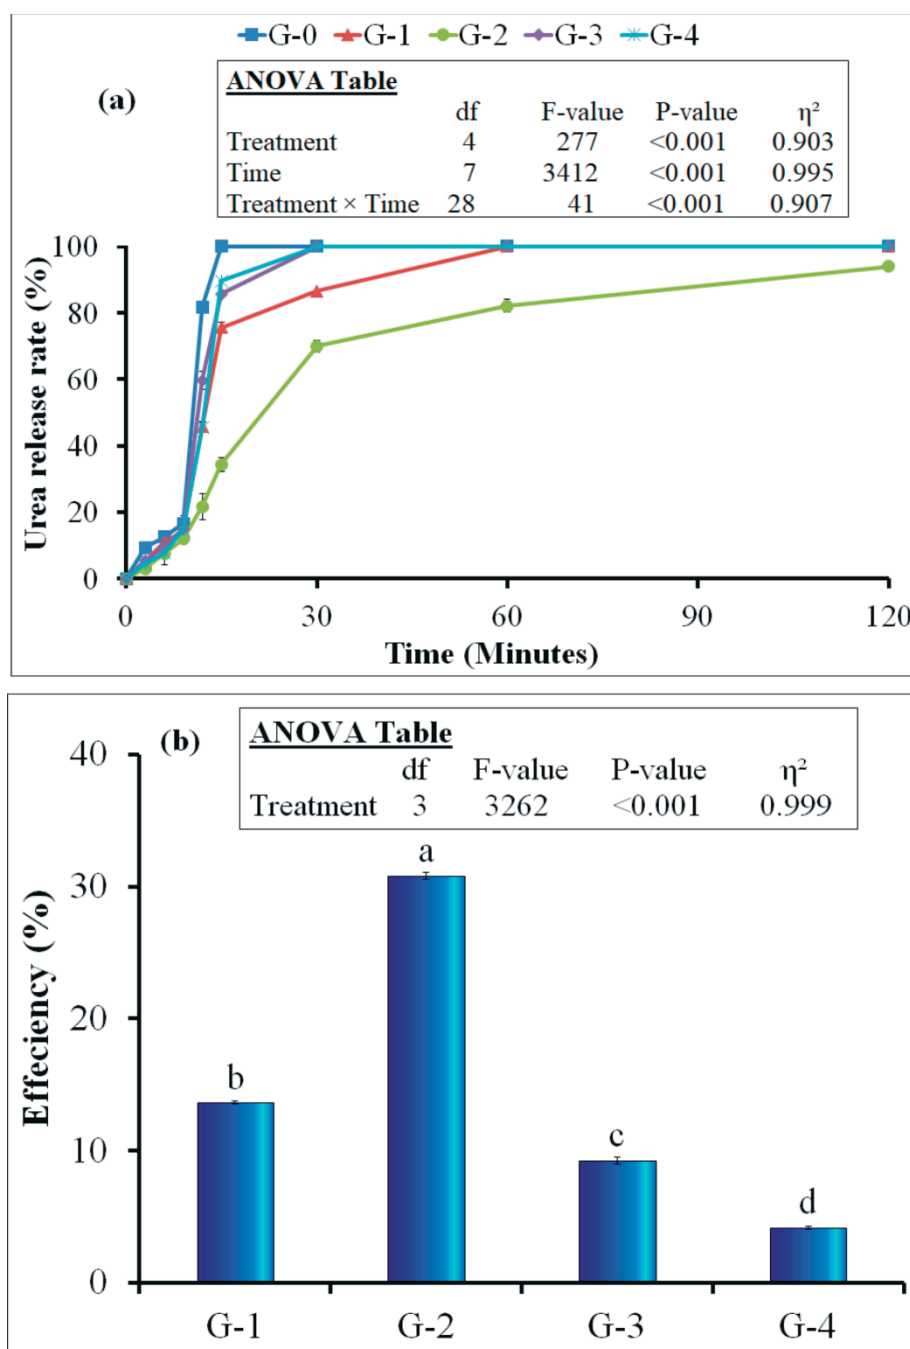 G-0 G-1 G-2 G-3 G-4
(a)
ANOVA Table
df F-value P-value η²
Treatment 4 277 <0.001 0.903
Time 7 3412 <0.001 0.995
Treatment × Time 28 41 <0.001 0.907
Urea release rate (%)
100
80
60
40
20
0
0 30 60 90 120
Time (Minutes)
(b)
ANOVA Table
df F-value P-value η²
Treatment 3 3262 <0.001 0.999
Effeciency (%)
40
30
20
10
0
a
b
c
d
G-1 G-2 G-3 G-4